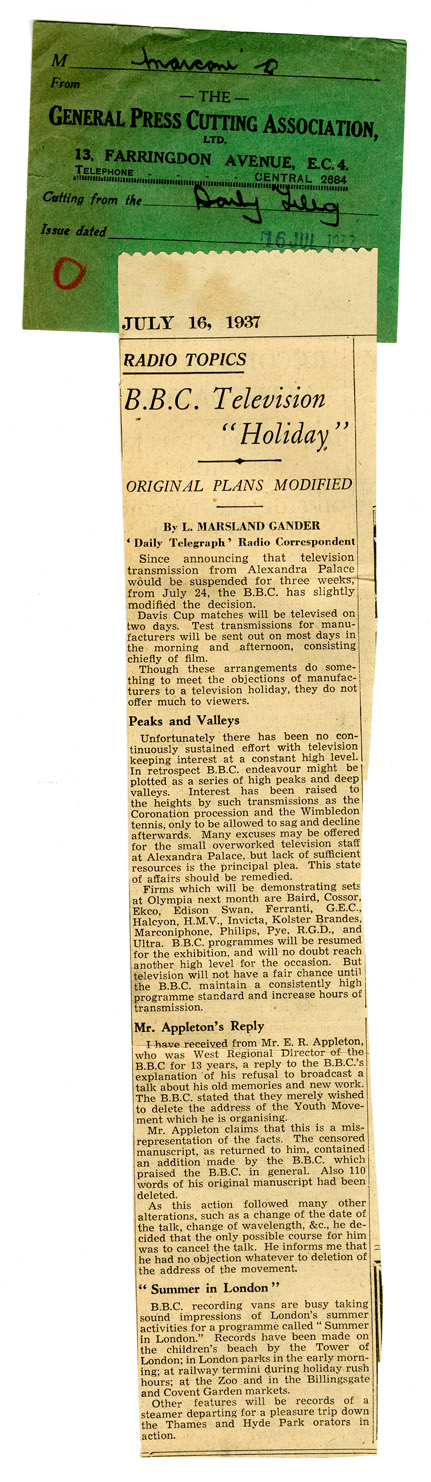 M Marconi's
From
— THE —
GENERAL PRESS CUTTING ASSOCIATION,
LTD.
13, FARRINGDON AVENUE, E.C.4.
TELEPHONE - - - CENTRAL 2884
Cutting from the Daily Teleg
Issue dated 16 JUL 1937
JULY 16, 1937
RADIO TOPICS
B.B.C. Television
"Holiday"
ORIGINAL PLANS MODIFIED
By L. MARSLAND GANDER
'Daily Telegraph' Radio Correspondent
Since announcing that television
transmission from Alexandra Palace
would be suspended for three weeks,
from July 24, the B.B.C. has slightly
modified the decision.
Davis Cup matches will be televised on
two days. Test transmissions for manu-
facturers will be sent out on most days in
the morning and afternoon, consisting
chiefly of film.
Though these arrangements do some-
thing to meet the objections of manufac-
turers to a television holiday, they do not
offer much to viewers.
Peaks and Valleys
Unfortunately there has been no con-
tinuously sustained effort with television
keeping interest at a constant high level.
In retrospect B.B.C. endeavour might be
plotted as a series of high peaks and deep
valleys. Interest has been raised to
the heights by such transmissions as the
Coronation procession and the Wimbledon
tennis, only to be allowed to sag and decline
afterwards. Many excuses may be offered
for the small overworked television staff
at Alexandra Palace, but lack of sufficient
resources is the principal plea. This state
of affairs should be remedied.
Firms which will be demonstrating sets
at Olympia next month are Baird, Cossor,
Ekco, Edison Swan, Ferranti, G.E.C.,
Halcyon, H.M.V., Invicta, Kolster Brandes,
Marconiphone, Philips, Pye, R.G.D., and
Ultra. B.B.C. programmes will be resumed
for the exhibition, and will no doubt reach
another high level for the occasion. But
television will not have a fair chance until
the B.B.C. maintain a consistently high
programme standard and increase hours of
transmission.
Mr. Appleton's Reply
I have received from Mr. E. R. Appleton,
who was West Regional Director of the
B.B.C for 13 years, a reply to the B.B.C.'s
explanation of his refusal to broadcast a
talk about his old memories and new work.
The B.B.C. stated that they merely wished
to delete the address of the Youth Move-
ment which he is organising.
Mr. Appleton claims that this is a mis-
representation of the facts. The censored
manuscript, as returned to him, contained
an addition made by the B.B.C. which
praised the B.B.C. in general. Also 110
words of his original manuscript had been
deleted.
As this action followed many other
alterations, such as a change of the date of
the talk, change of wavelength, &c., he de-
cided that the only possible course for him
was to cancel the talk. He informs me that
he had no objection whatever to deletion of
the address of the movement.
"Summer in London"
B.B.C. recording vans are busy taking
sound impressions of London's summer
activities for a programme called "Summer
in London." Records have been made on
the children's beach by the Tower of
London; in London parks in the early morn-
ing; at railway termini during holiday rush
hours; at the Zoo and in the Billingsgate
and Covent Garden markets.
Other features will be records of a
steamer departing for a pleasure trip down
the Thames and Hyde Park orators in
action.